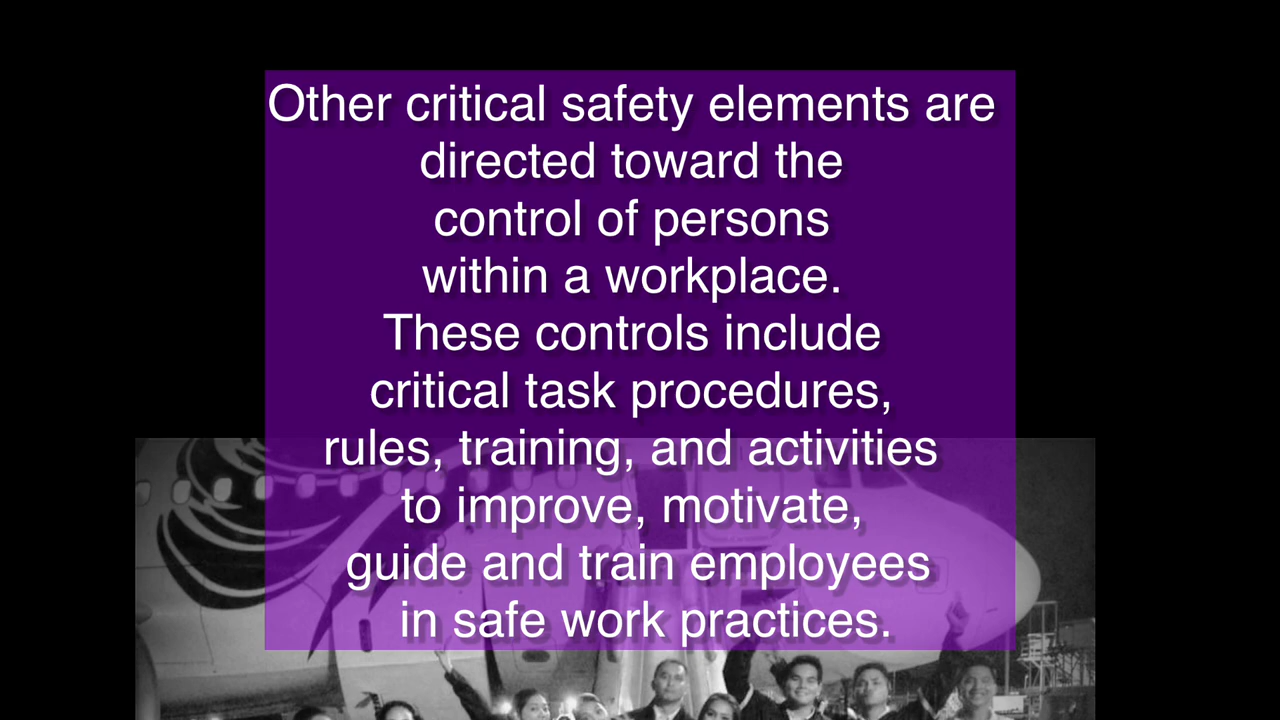 Other critical safety elements are
directed toward the
control of persons
within a workplace.
These controls include
critical task procedures,
rules, training, and activities
to improve, motivate,
guide and train employees
in safe work practices.